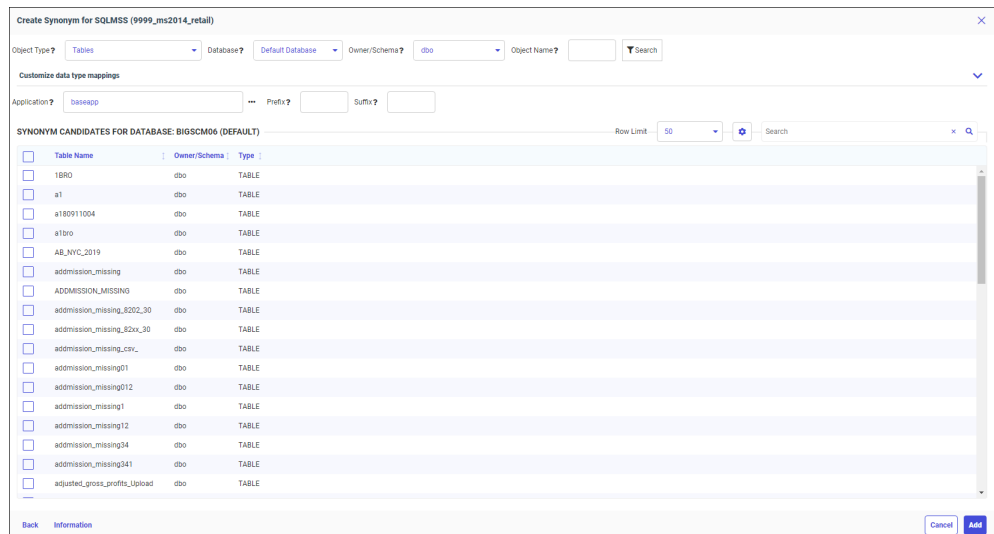 Create Synonym for SQLMSS (9999_ms2014_retail)
Object Type? Tables Database? Default Database Owner/Schema? dbo Object Name? Search
Customize data type mappings
Application? baseapp ... Prefix? Suffix?
SYNONYM CANDIDATES FOR DATABASE: BIGSCM06 (DEFAULT) Row Limit 50 Search
Table Name Owner/Schema Type
1BRO dbo TABLE
a1 dbo TABLE
a180911004 dbo TABLE
a1bro dbo TABLE
AB_NYC_2019 dbo TABLE
addmission_missing dbo TABLE
ADDMISSION_MISSING dbo TABLE
addmission_missing_8202_30 dbo TABLE
addmission_missing_82xx_30 dbo TABLE
addmission_missing_csv_ dbo TABLE
addmission_missing01 dbo TABLE
addmission_missing012 dbo TABLE
addmission_missing1 dbo TABLE
addmission_missing12 dbo TABLE
addmission_missing34 dbo TABLE
addmission_missing341 dbo TABLE
adjusted_gross_profits_Upload dbo TABLE
Back Information Cancel Add